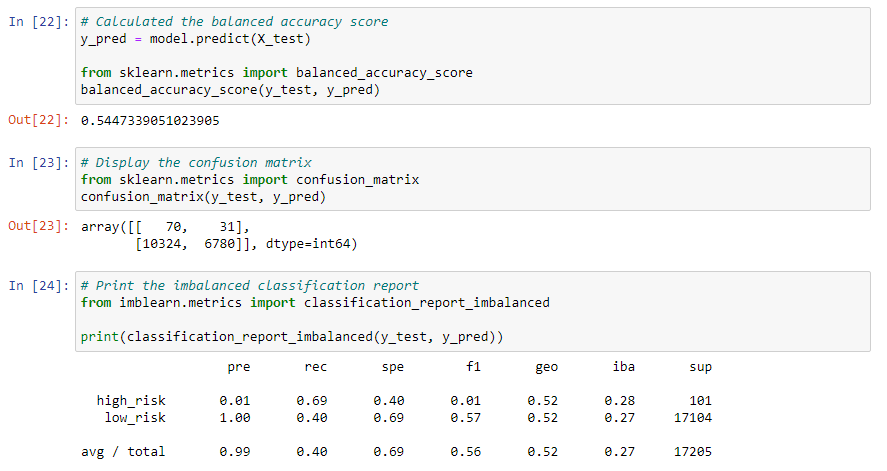 In [22]: # Calculated the balanced accuracy score
y_pred = model.predict(X_test)
from sklearn.metrics import balanced_accuracy_score
balanced_accuracy_score(y_test, y_pred)
Out[22]: 0.5447339051023905
In [23]: # Display the confusion matrix
from sklearn.metrics import confusion_matrix
confusion_matrix(y_test, y_pred)
Out[23]: array([[   70,    31],
       [10324,  6780]], dtype=int64)
In [24]: # Print the imbalanced classification report
from imblearn.metrics import classification_report_imbalanced
print(classification_report_imbalanced(y_test, y_pred))
pre rec spe f1 geo iba sup
high_risk 0.01 0.69 0.40 0.01 0.52 0.28 101
low_risk 1.00 0.40 0.69 0.57 0.52 0.27 17104
avg / total 0.99 0.40 0.69 0.56 0.52 0.27 17205